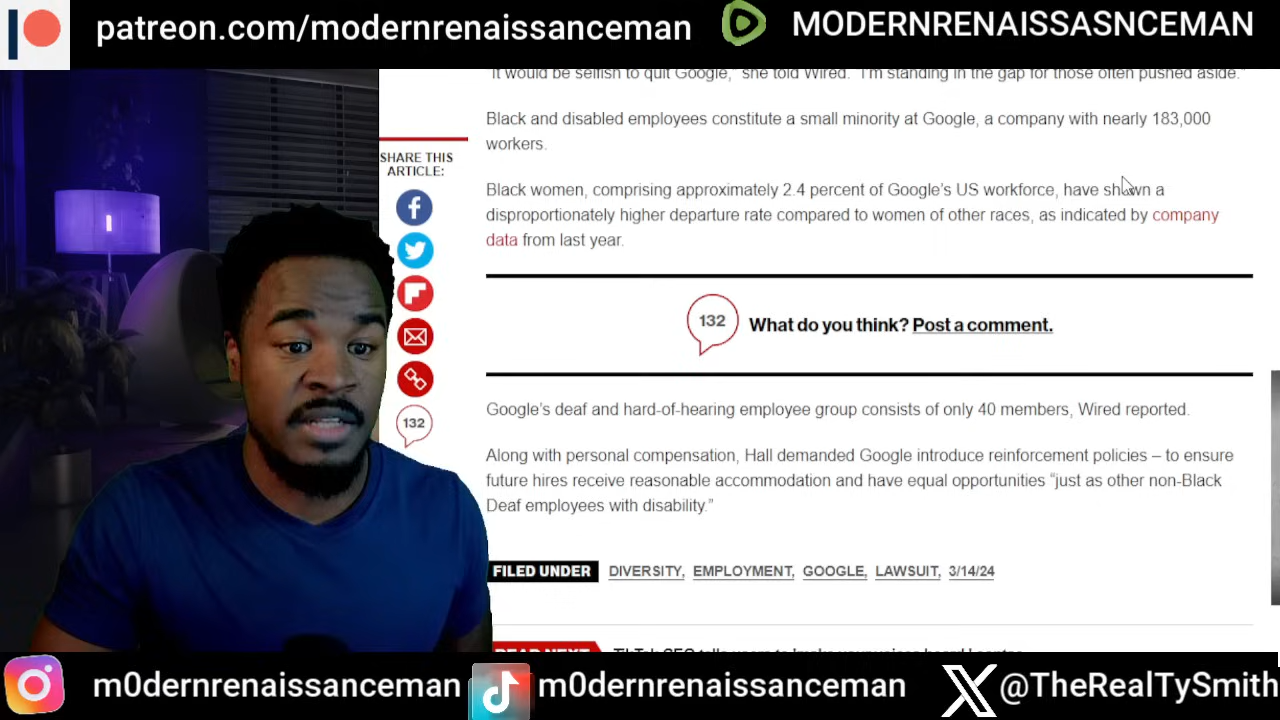 patreon.com/modernrenaissanceman
MODERNRENAISSASNCEMAN
"It would be selfish to quit Google," she told Wired. "I'm standing in the gap for those often pushed aside."
Black and disabled employees constitute a small minority at Google, a company with nearly 183,000
workers.
SHARE THIS
ARTICLE:
Black women, comprising approximately 2.4 percent of Google's US workforce, have shown a
disproportionately higher departure rate compared to women of other races, as indicated by company
data from last year.
132
What do you think? Post a comment.
132
Google's deaf and hard-of-hearing employee group consists of only 40 members, Wired reported.
Along with personal compensation, Hall demanded Google introduce reinforcement policies – to ensure
future hires receive reasonable accommodation and have equal opportunities “just as other non-Black
Deaf employees with disability.”
FILED UNDER DIVERSITY, EMPLOYMENT, GOOGLE, LAWSUIT, 3/14/24
READ NEXT
m0dernrenaissanceman
m0dernrenaissanceman
@TheRealTySmith